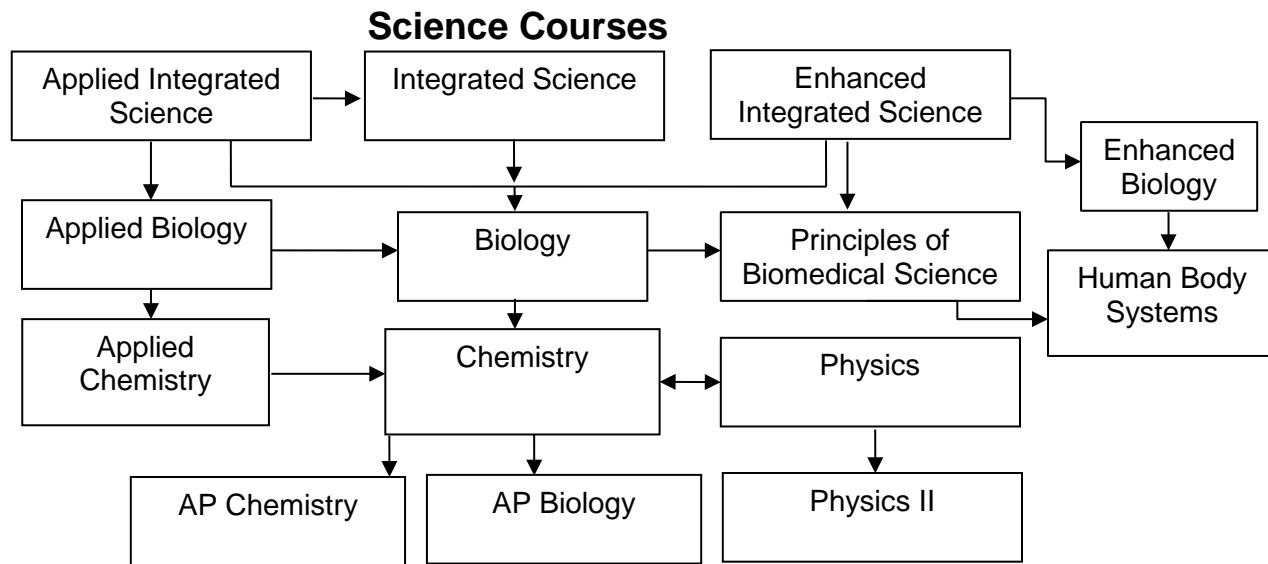 Science Courses
Applied Integrated
Science
Integrated Science
Enhanced
Integrated Science
Enhanced
Biology
Applied Biology
Biology
Principles of
Biomedical Science
Human Body
Systems
Applied
Chemistry
Chemistry
Physics
AP Chemistry
AP Biology
Physics II